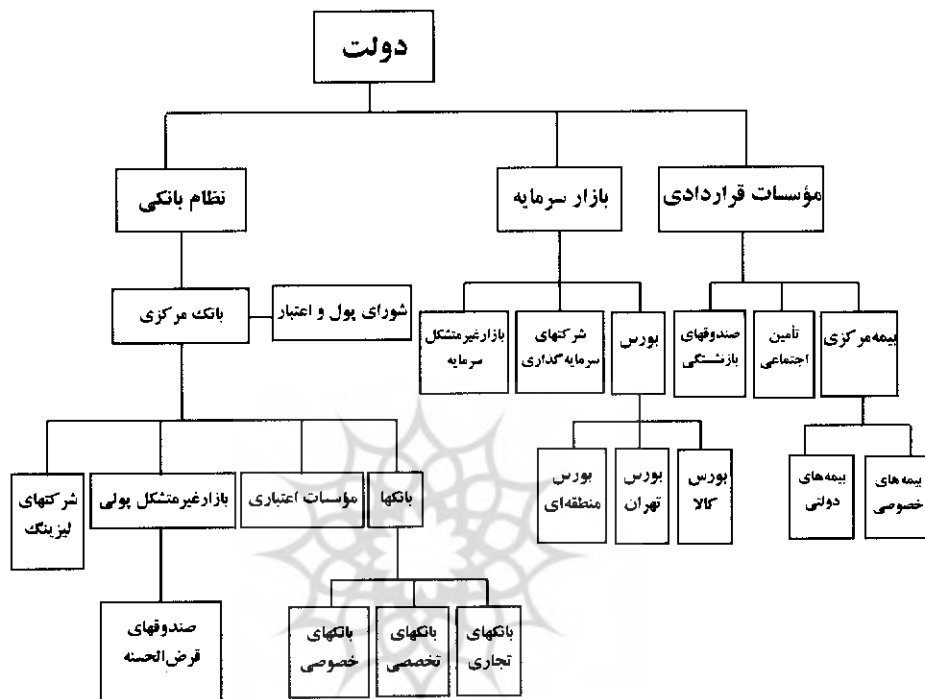 دولت
مؤسسات قراردادی
بازار سرمایه
نظام بانکی
بیمه مرکزی
تأمین
اجتماعی
صندوقهای
بازنشتگی
بورس
شرکتهای
سرمایه گذاری
بازارغیرمتشکل
سرمایه
شورای پول و اعتبار
بانک مرکزی
بیمه‌های
خصوصی
بیمه‌های
دولتی
بورس
کالا
بورس
تهران
بورس
منطقه‌ای
بانکها
مؤسسات اعتباری
بازارغیرمتشکل پولی
شرکتهای
لیزینگ
بانکهای
تجاری
بانکهای
تخصصی
بانکهای
خصوصی
صندوقهای
قرض‌الحسنه